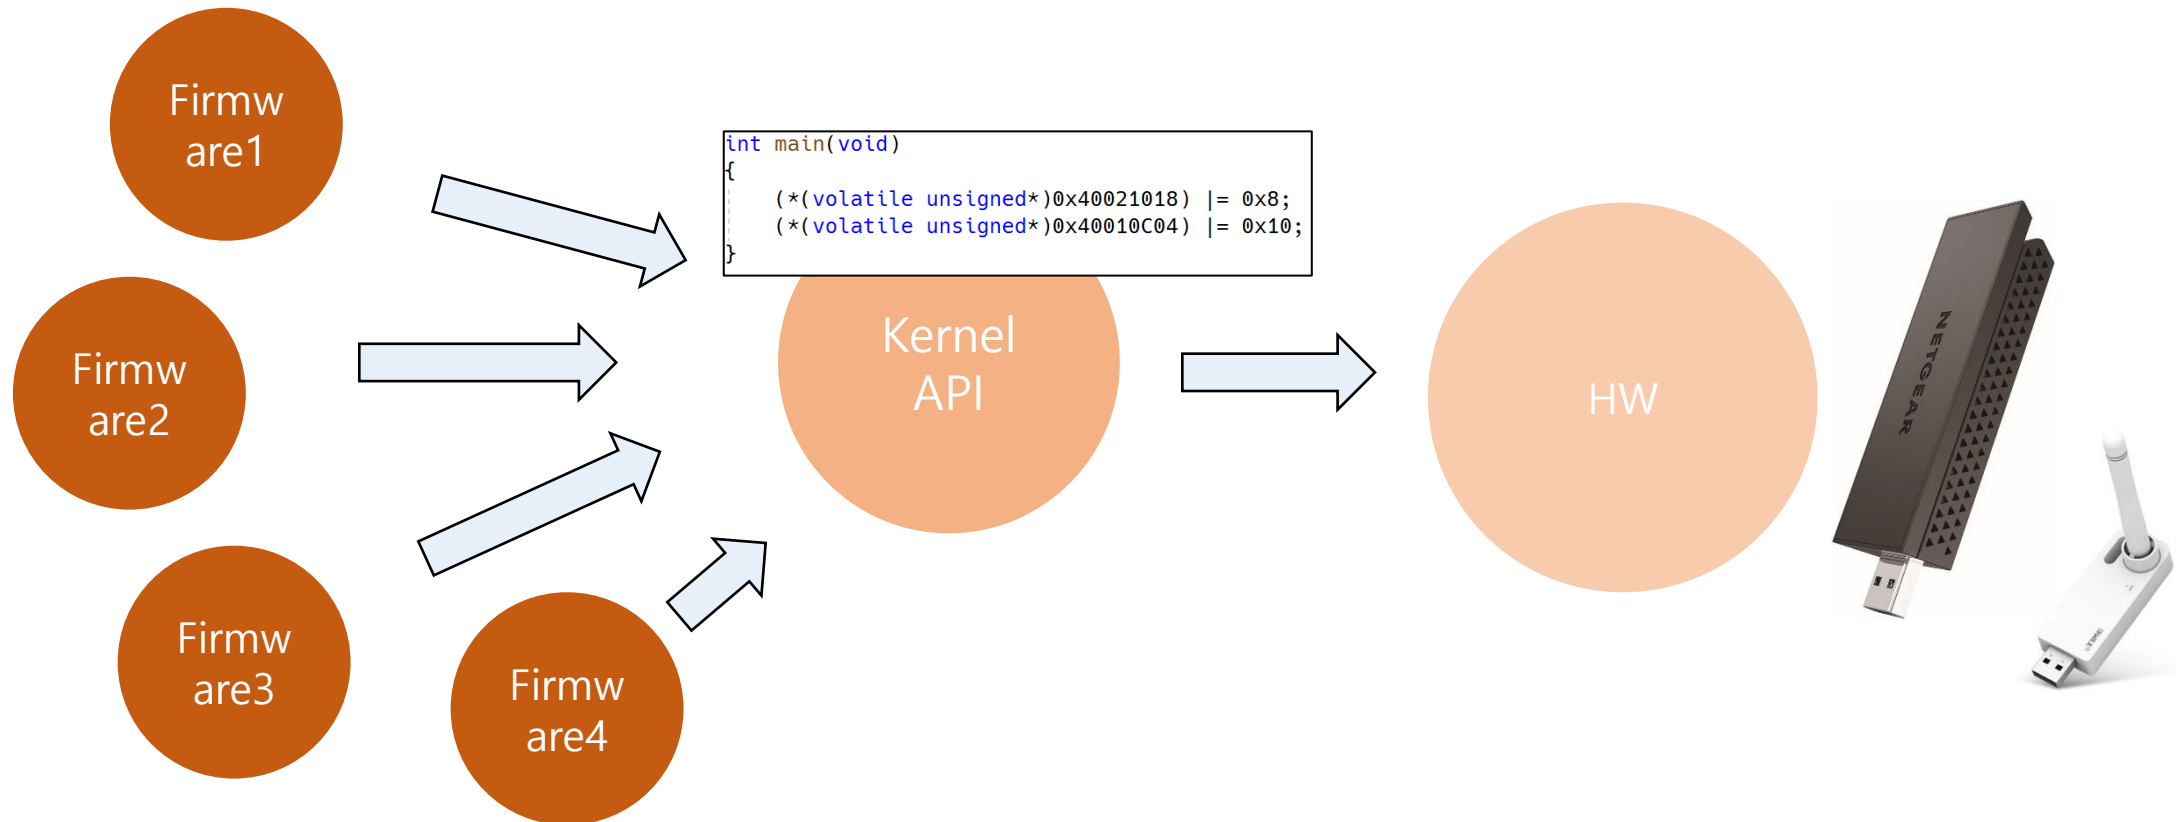 Firmw
are1
int main(void)
{
(*(volatile unsigned*)0x40021018) |= 0x8;
(*(volatile unsigned*)0x40010C04) |= 0x10;
}
Firmw
are2
Kernel
API
HW
NETGEAR
Firmw
are3
Firmw
are4